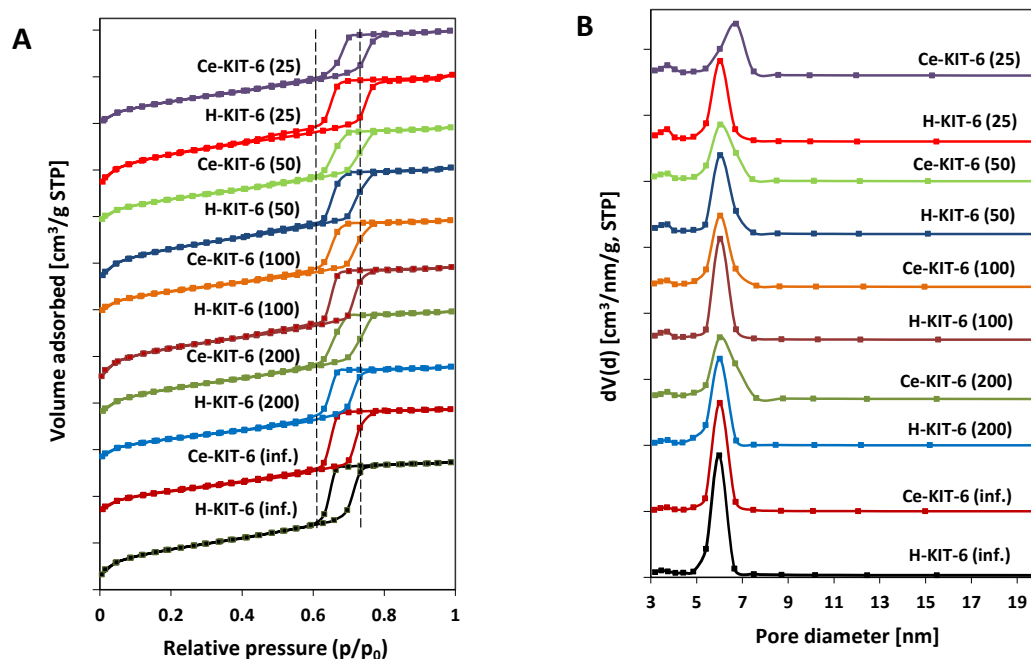 A
Ce-KIT-6 (25)
H-KIT-6 (25)
Ce-KIT-6 (50)
H-KIT-6 (50)
Ce-KIT-6 (100)
H-KIT-6 (100)
Ce-KIT-6 (200)
H-KIT-6 (200)
Ce-KIT-6 (inf.)
H-KIT-6 (inf.)
Volume adsorbed [cm³/g STP]
0 0.2 0.4 0.6 0.8 1
Relative pressure (p/p₀)
B
Ce-KIT-6 (25)
H-KIT-6 (25)
Ce-KIT-6 (50)
H-KIT-6 (50)
Ce-KIT-6 (100)
H-KIT-6 (100)
Ce-KIT-6 (200)
H-KIT-6 (200)
Ce-KIT-6 (inf.)
H-KIT-6 (inf.)
dV(d) [cm³/nm/g, STP]
3 5 7 9 11 13 15 17 19
Pore diameter [nm]